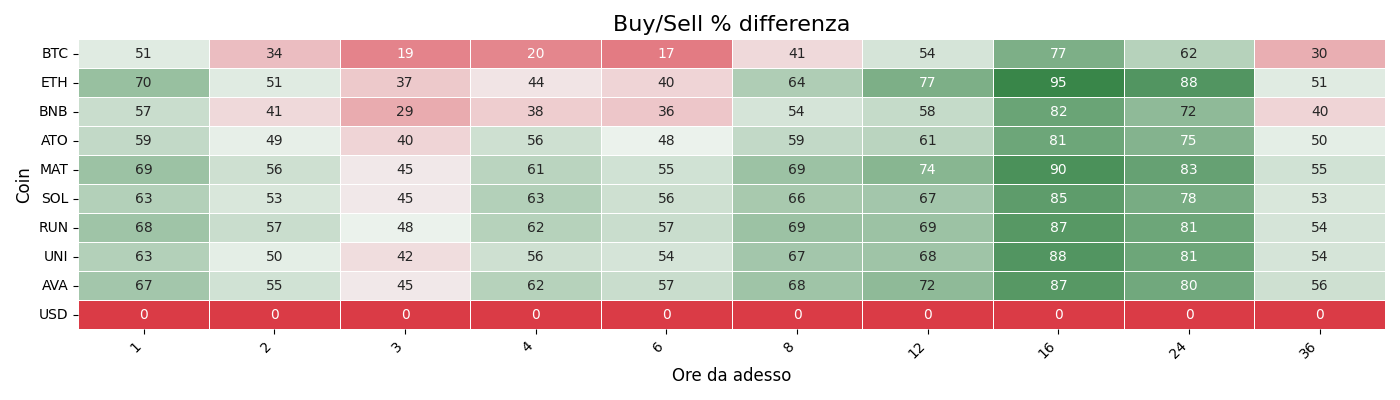 Buy/Sell % differenza
Coin
BTC 51 34 19 20 17 41 54 77 62 30
ETH 70 51 37 44 40 64 77 95 88 51
BNB 57 41 29 38 36 54 58 82 72 40
ATO 59 49 40 56 48 59 61 81 75 50
MAT 69 56 45 61 55 69 74 90 83 55
SOL 63 53 45 63 56 66 67 85 78 53
RUN 68 57 48 62 57 69 69 87 81 54
UNI 63 50 42 56 54 67 68 88 81 54
AVA 67 55 45 62 57 68 72 87 80 56
USD 0 0 0 0 0 0 0 0 0 0
1 2 3 4 6 8 12 16 24 36
Ore da adesso